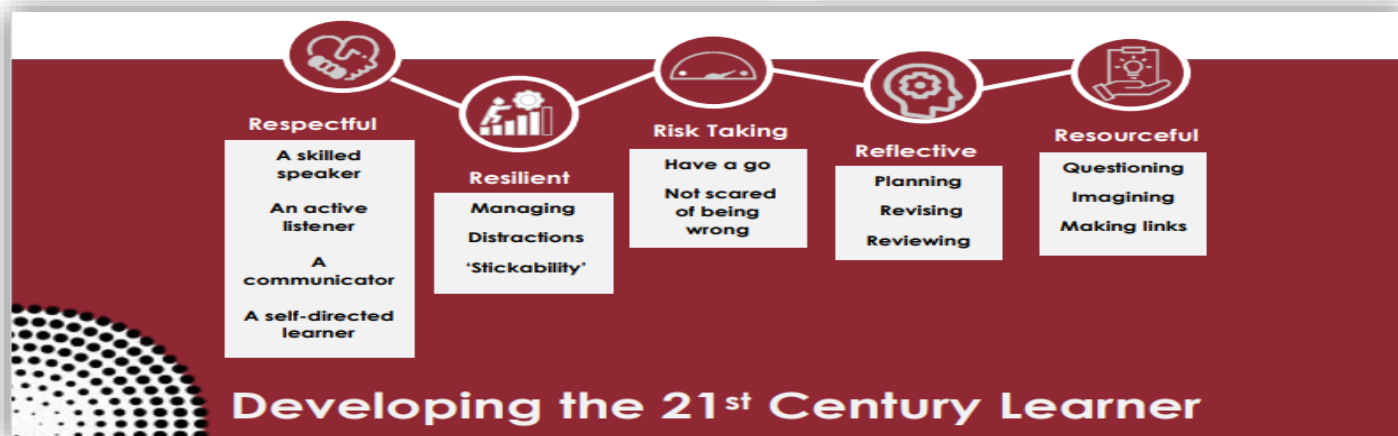 Respectful
A skilled
speaker
An active
listener
A
communicator
A self-directed
learner
Resilient
Managing
Distractions
‘Stickability’
Risk Taking
Have a go
Not scared
of being
wrong
Reflective
Planning
Revising
Reviewing
Resourceful
Questioning
Imagining
Making links
Developing the 21st Century Learner